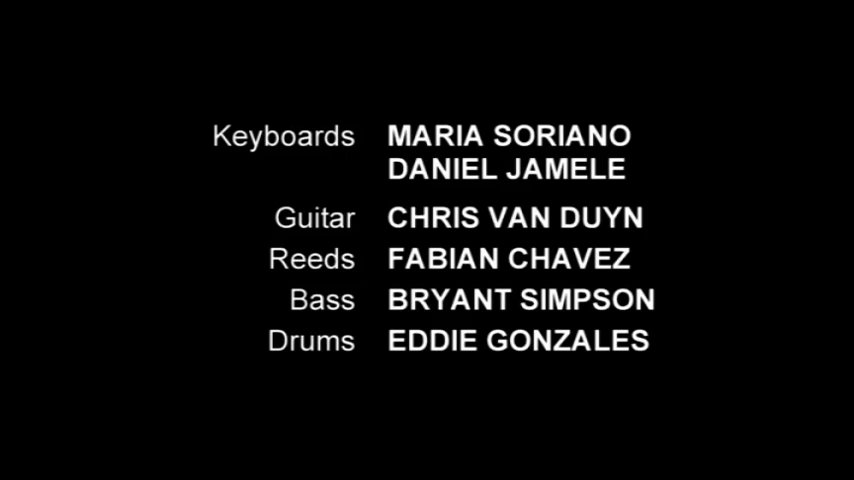 Keyboards MARIA SORIANO
DANIEL JAMELE
Guitar CHRIS VAN DUYN
Reeds FABIAN CHAVEZ
Bass BRYANT SIMPSON
Drums EDDIE GONZALES